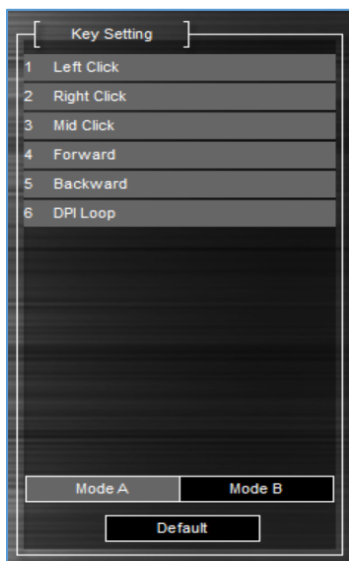 Key Setting
1 Left Click
2 Right Click
3 Mid Click
4 Forward
5 Backward
6 DPI Loop
Mode A Mode B
Default